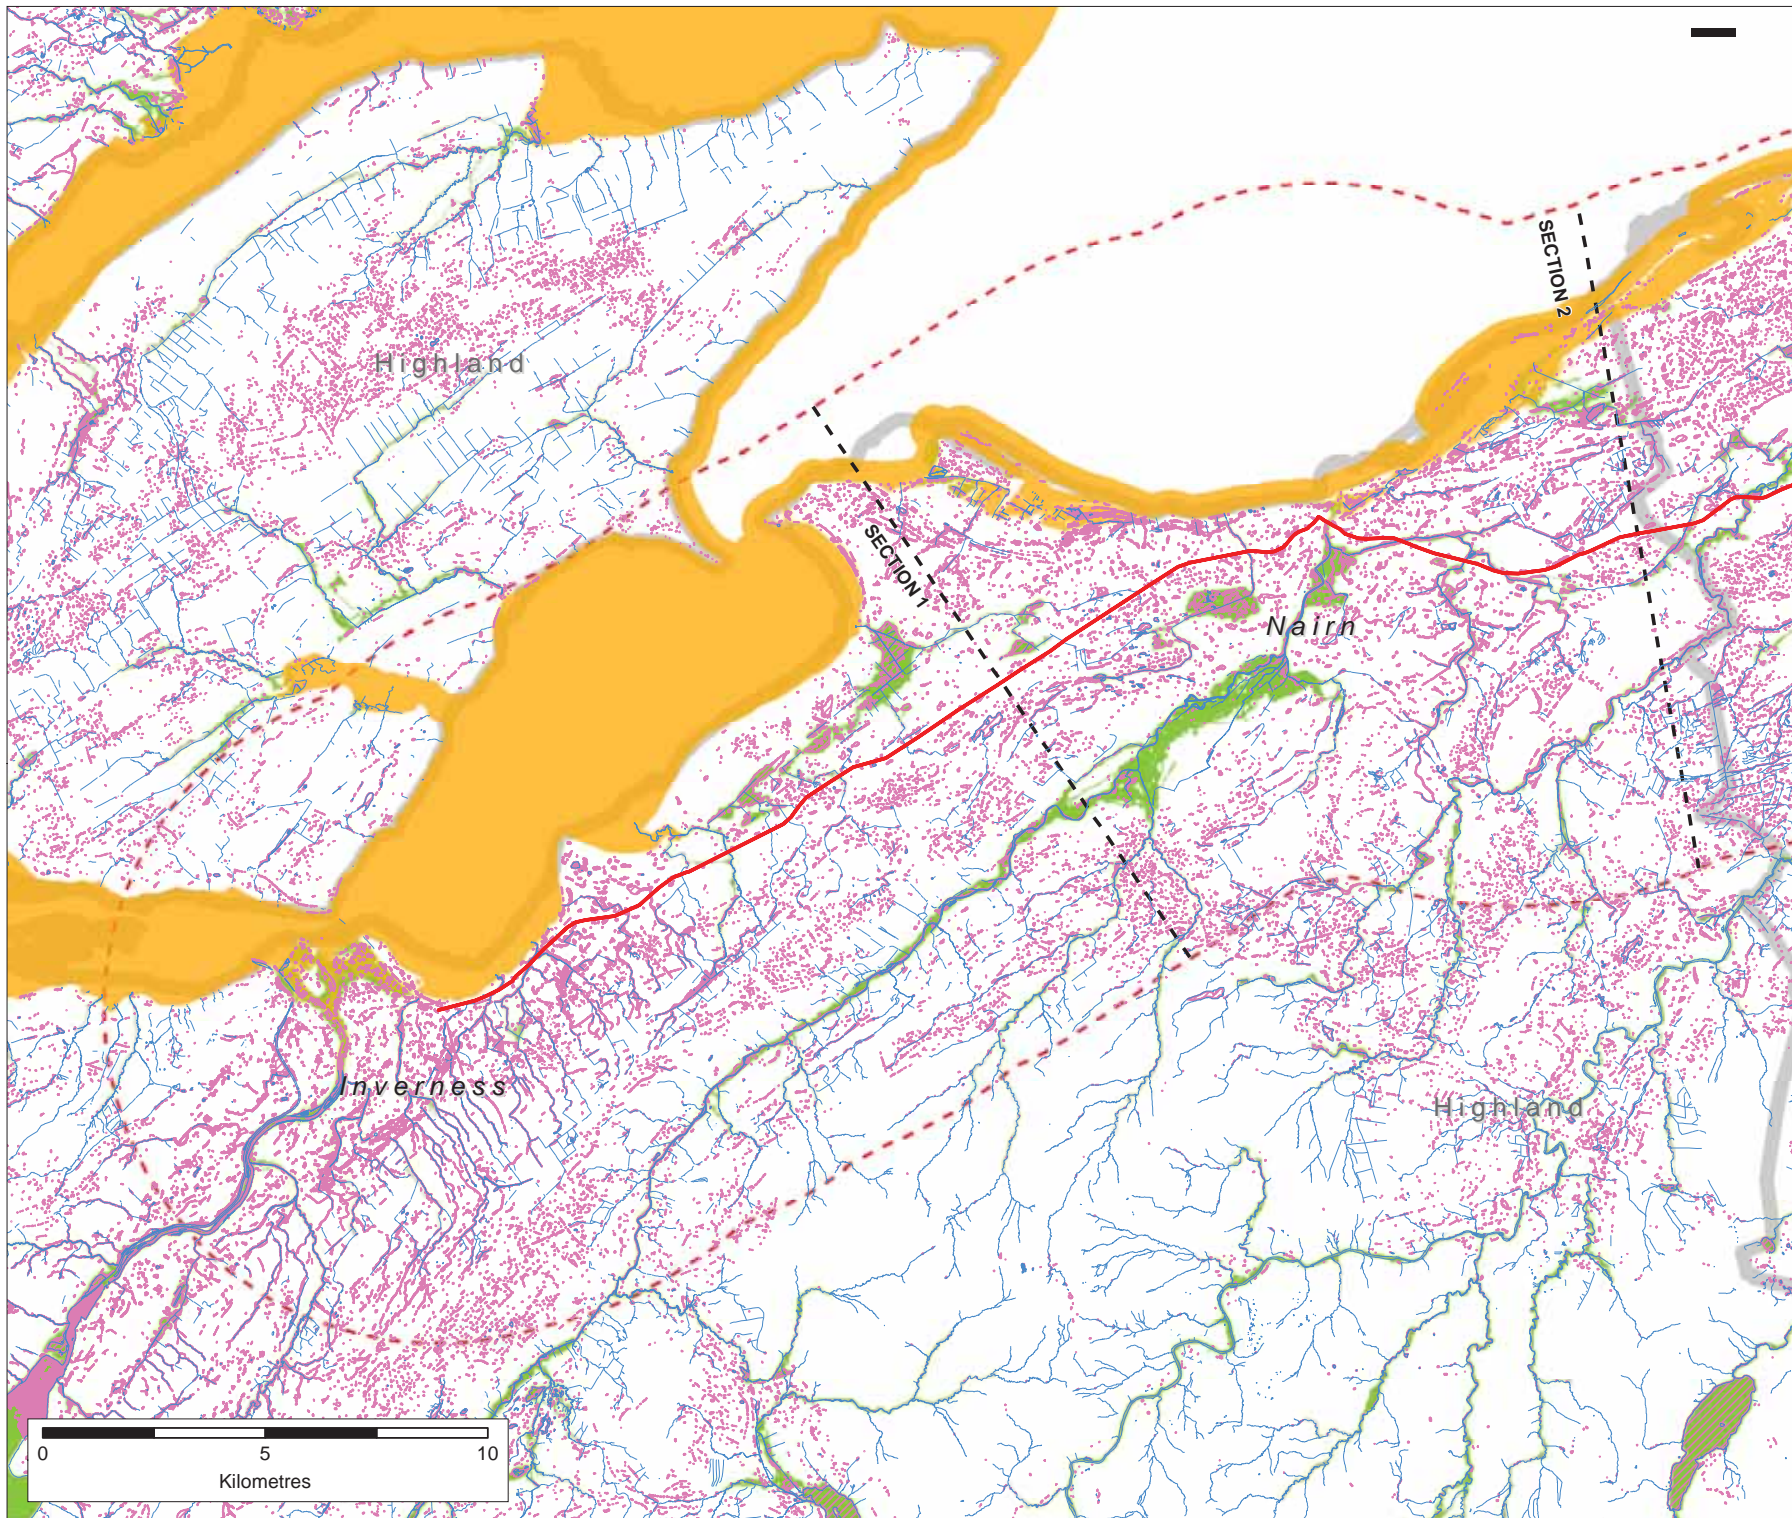 SECTION 2
Highland
SECTION 1
Nairn
Inverness
Highland
0 5 10
Kilometres